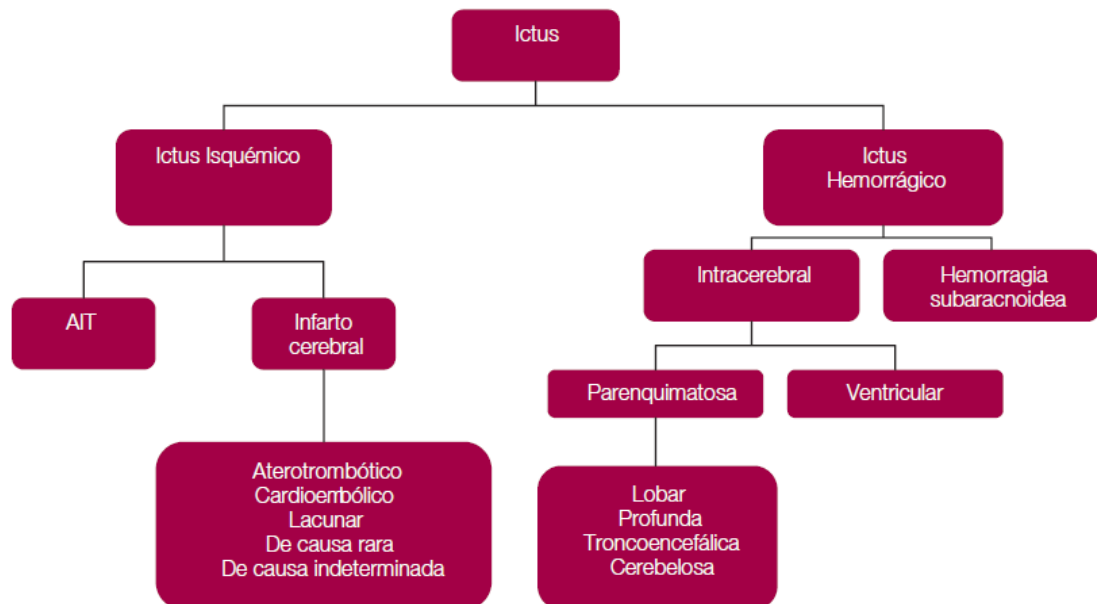 Ictus
Ictus Isquémico
Ictus
Hemorrágico
AIT
Infarto
cerebral
Intracerebral
Hemorragia
subaracnoidea
Parenquimatosa
Ventricular
Aterotrombótico
Cardioembólico
Lacunar
De causa rara
De causa indeterminada
Lobar
Profunda
Troncoencefálica
Cerebelosa